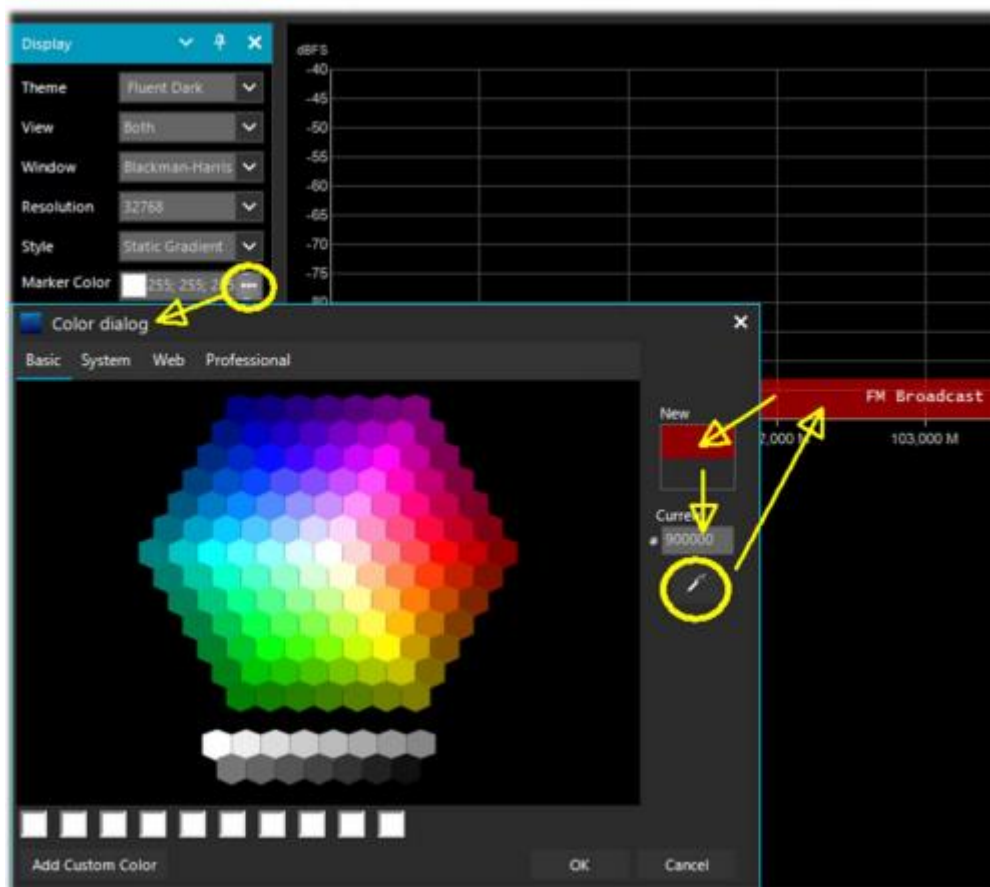 Display
dBFS
Theme Fluent Dark
View Both
Window Blackman-Harris
Resolution 32768
Style Static Gradient
Marker Color 255; 255;
-40
-45
-50
-55
-60
-65
-70
-75
-80
Color dialog
Basic System Web Professional
New
FM Broadcast
103,000 M
Current
# 900000
Add Custom Color
OK Cancel